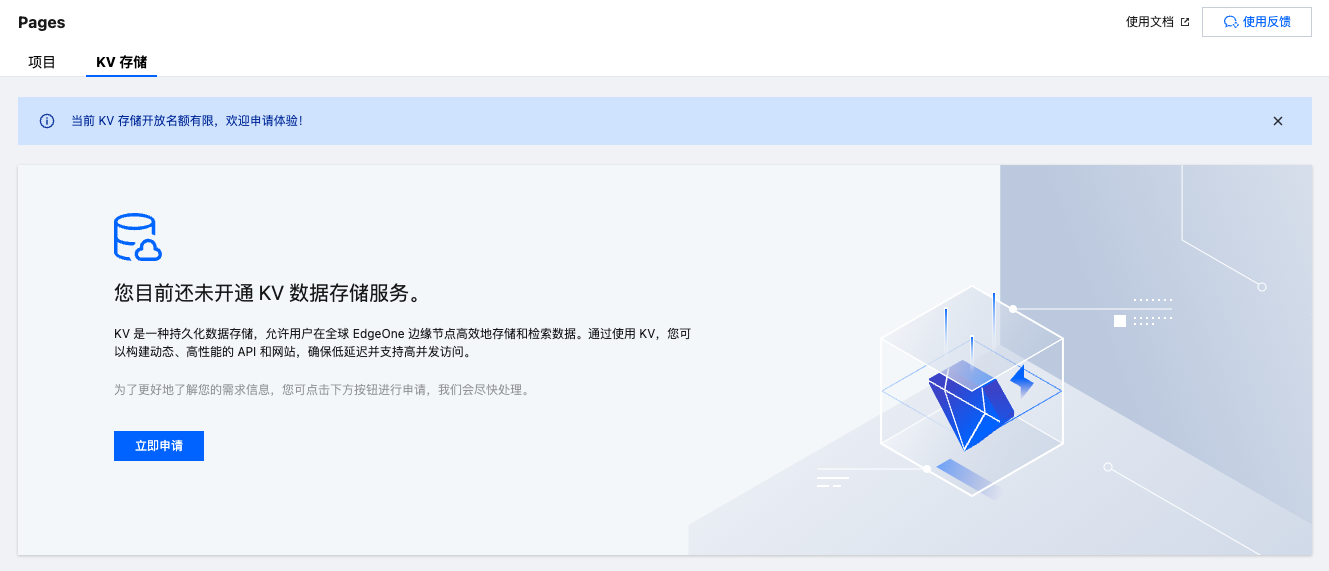 Pages
使用文档
使用反馈
项目
KV 存储
当前 KV 存储开放名额有限，欢迎申请体验！
您目前还未开通 KV 数据存储服务。
KV 是一种持久化数据存储，允许用户在全球 EdgeOne 边缘节点高效地存储和检索数据。通过使用 KV，您可
以构建动态、高性能的 API 和网站，确保低延迟并支持高并发访问。
为了更好地了解您的需求信息，您可点击下方按钮进行申请，我们会尽快处理。
立即申请